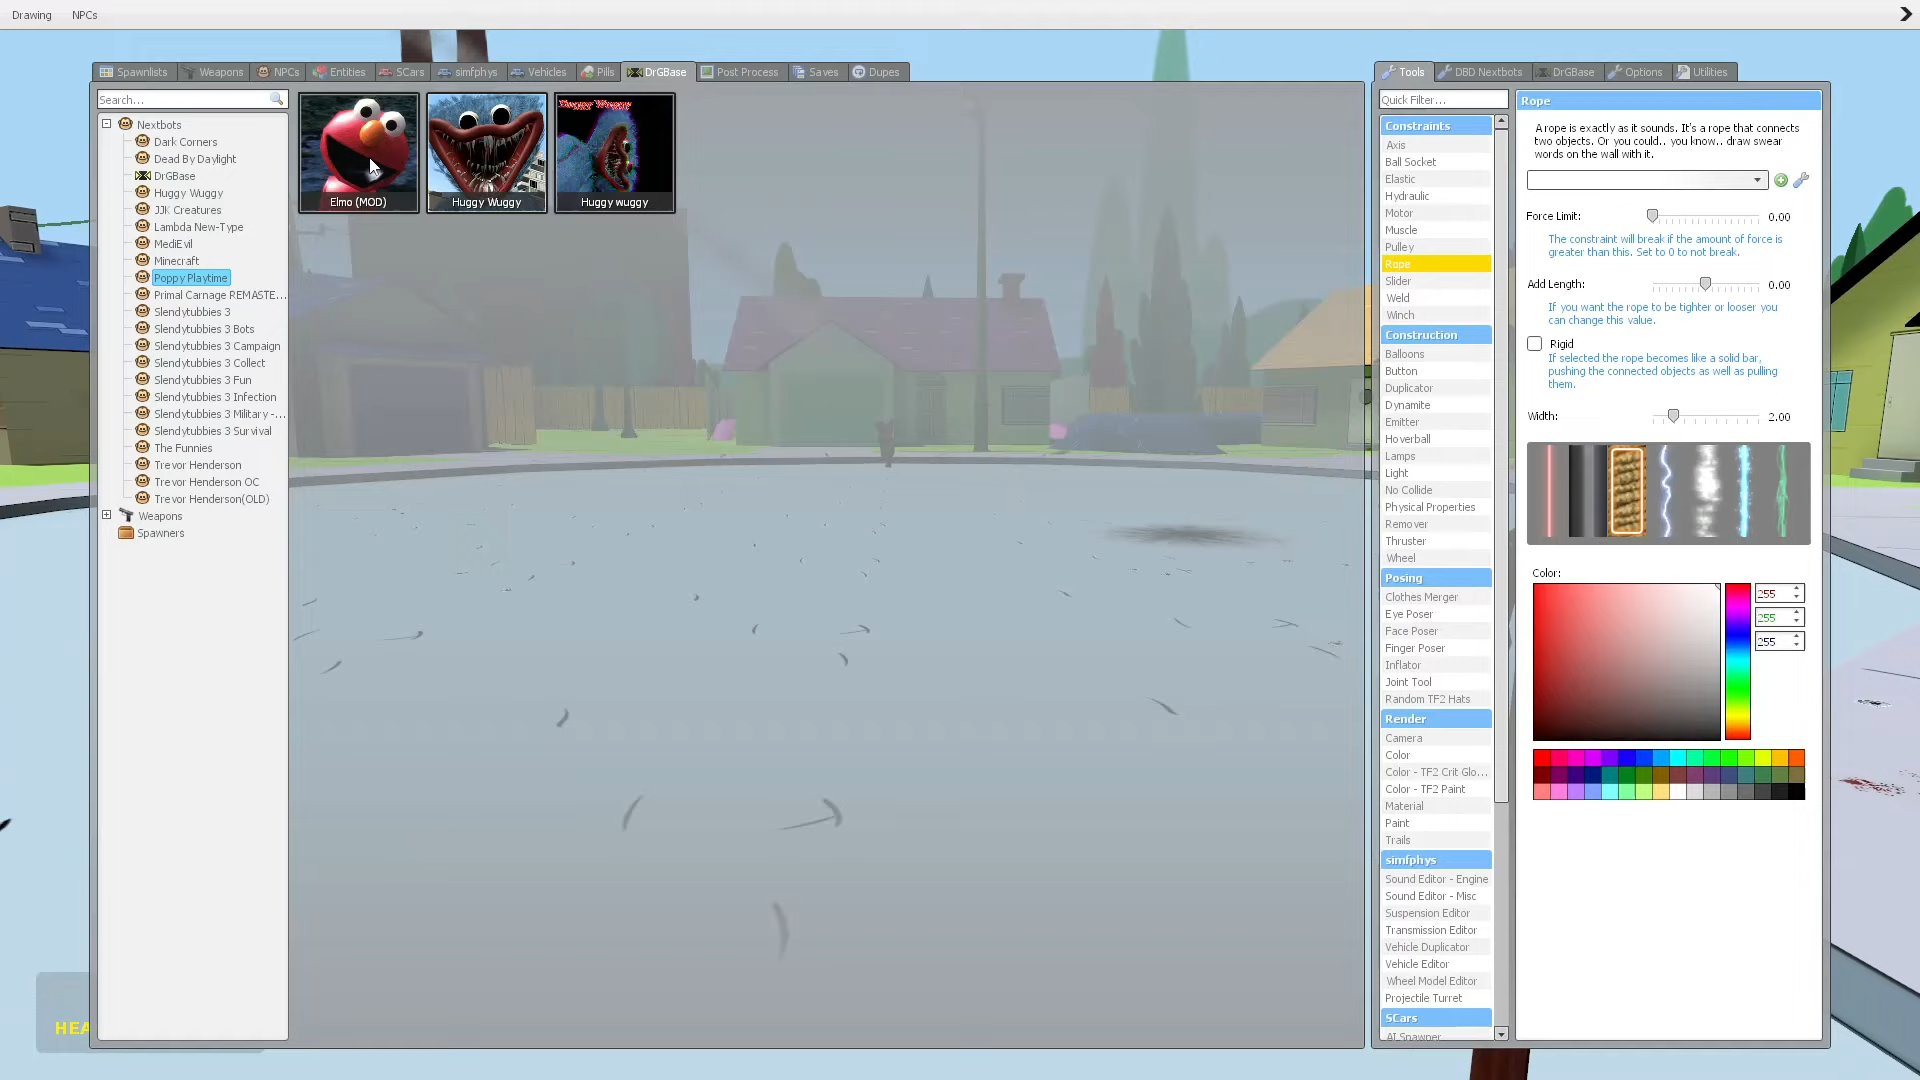 Drawing NPCs
Spawnlists Weapons NPCs Entities SCars simfphys Vehicles Pills DrGBase Post Process Saves Dupes
Search...
Nextbots
Dark Corners
Dead By Daylight
DrGBase
Huggy Wuggy
JJK Creatures
Lambda New-Type
MediEvil
Minecraft
Poppy Playtime
Primal Carnage REMASTE...
Slendytubbies 3
Slendytubbies 3 Bots
Slendytubbies 3 Campaign
Slendytubbies 3 Collect
Slendytubbies 3 Fun
Slendytubbies 3 Infection
Slendytubbies 3 Military -...
Slendytubbies 3 Survival
The Funnies
Trevor Henderson
Trevor Henderson OC
Trevor Henderson(OLD)
Weapons
Spawners
HEA
Huggy Wuggy
Elmo (MOD) Huggy Wuggy Huggy wuggy
Tools DBD Nextbots DrGBase Options Utilities
Quick Filter...
Constraints
Axis
Ball Socket
Elastic
Hydraulic
Motor
Muscle
Pulley
Rope
Slider
Weld
Winch
Construction
Balloons
Button
Duplicator
Dynamite
Emitter
Hoverball
Lamps
Light
No Collide
Physical Properties
Remover
Thruster
Wheel
Posing
Clothes Merger
Eye Poser
Face Poser
Finger Poser
Inflator
Joint Tool
Random TF2 Hats
Render
Camera
Color
Color - TF2 Crit Glo...
Color - TF2 Paint
Material
Paint
Trails
simfphys
Sound Editor - Engine
Sound Editor - Misc
Suspension Editor
Transmission Editor
Vehicle Duplicator
Vehicle Editor
Wheel Model Editor
Projectile Turret
SCars
AI Spawner
Rope
A rope is exactly as it sounds. It's a rope that connects
two objects. Or you could.. you know.. draw swear
words on the wall with it.
Force Limit: 0.00
The constraint will break if the amount of force is
greater than this. Set to 0 to not break.
Add Length: 0.00
If you want the rope to be tighter or looser you
can change this value.
Rigid
If selected the rope becomes like a solid bar,
pushing the connected objects as well as pulling
them.
Width: 2.00
Color:
255
255
255